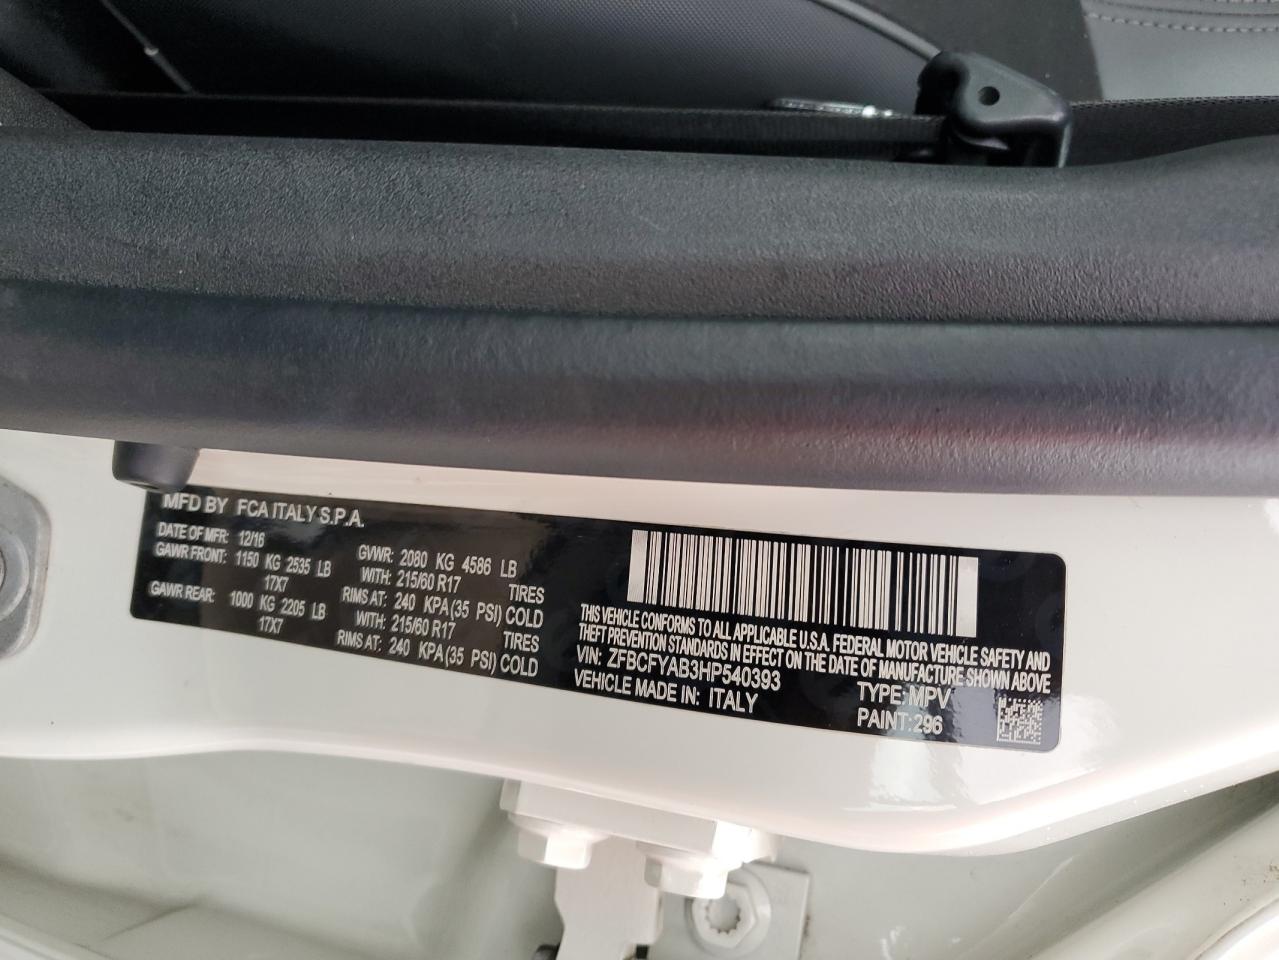 MFD BY FCA ITALY S.P.A.
DATE OF MFR: 12/16
GAWR FRONT: 1150 KG 2535 LB
17X7
GAWR REAR: 1000 KG 2205 LB
17X7
GVWR: 2080 KG 4586 LB
WITH: 215/60 R17 TIRES
RIMS AT: 240 KPA(35 PSI) COLD
WITH: 215/60 R17 TIRES
RIMS AT: 240 KPA(35 PSI) COLD
THIS VEHICLE CONFORMS TO ALL APPLICABLE U.S.A. FEDERAL MOTOR VEHICLE SAFETY AND
THEFT PREVENTION STANDARDS IN EFFECT ON THE DATE OF MANUFACTURE SHOWN ABOVE
VIN: ZFBCFYAB3HP540393
VEHICLE MADE IN: ITALY
TYPE: MPV
PAINT: 296